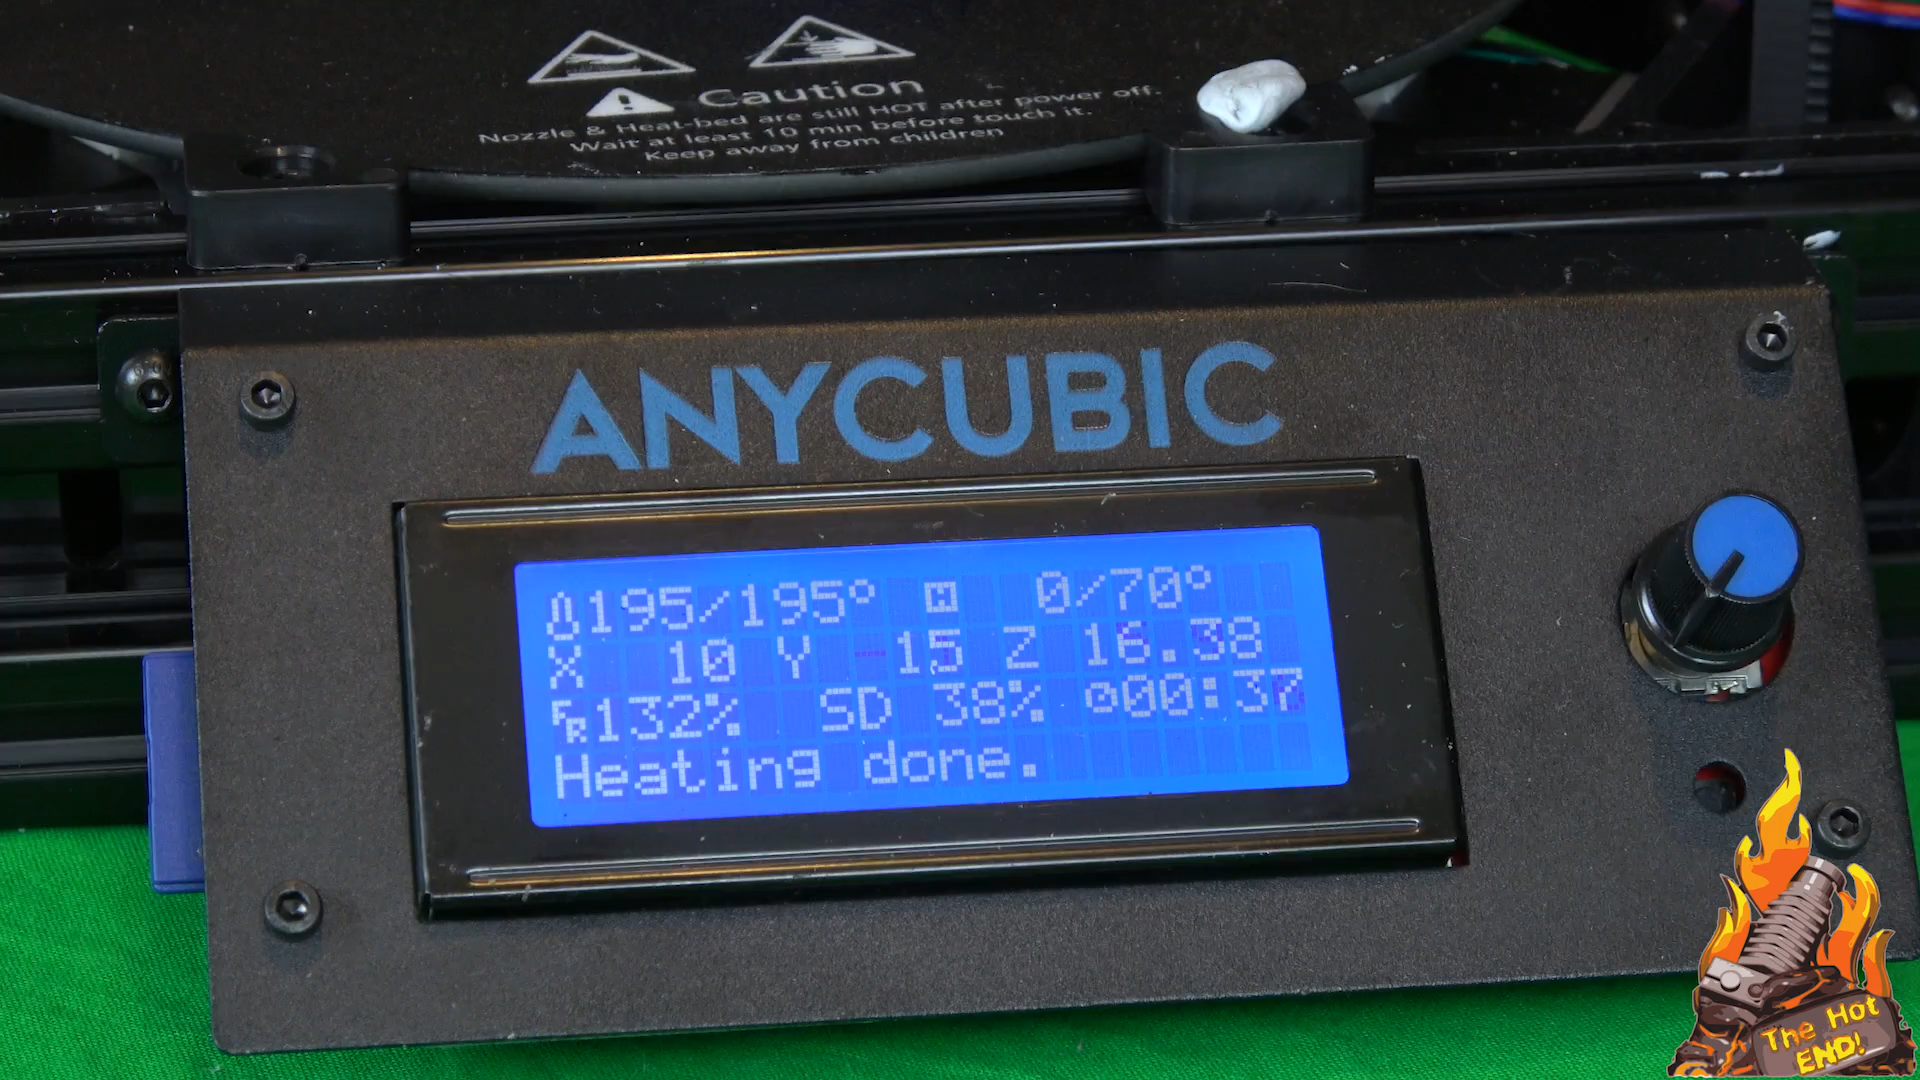 Caution
Nozzle & Heat-bed are still HOT after power off.
Wait at least 10 min before touch it.
Keep away from children
ANYCUBIC
195/195° 0/70°
X 10 Y -15 Z 16.38
FR132% SD 38% 00:37
Heating done.
The Hot
END!